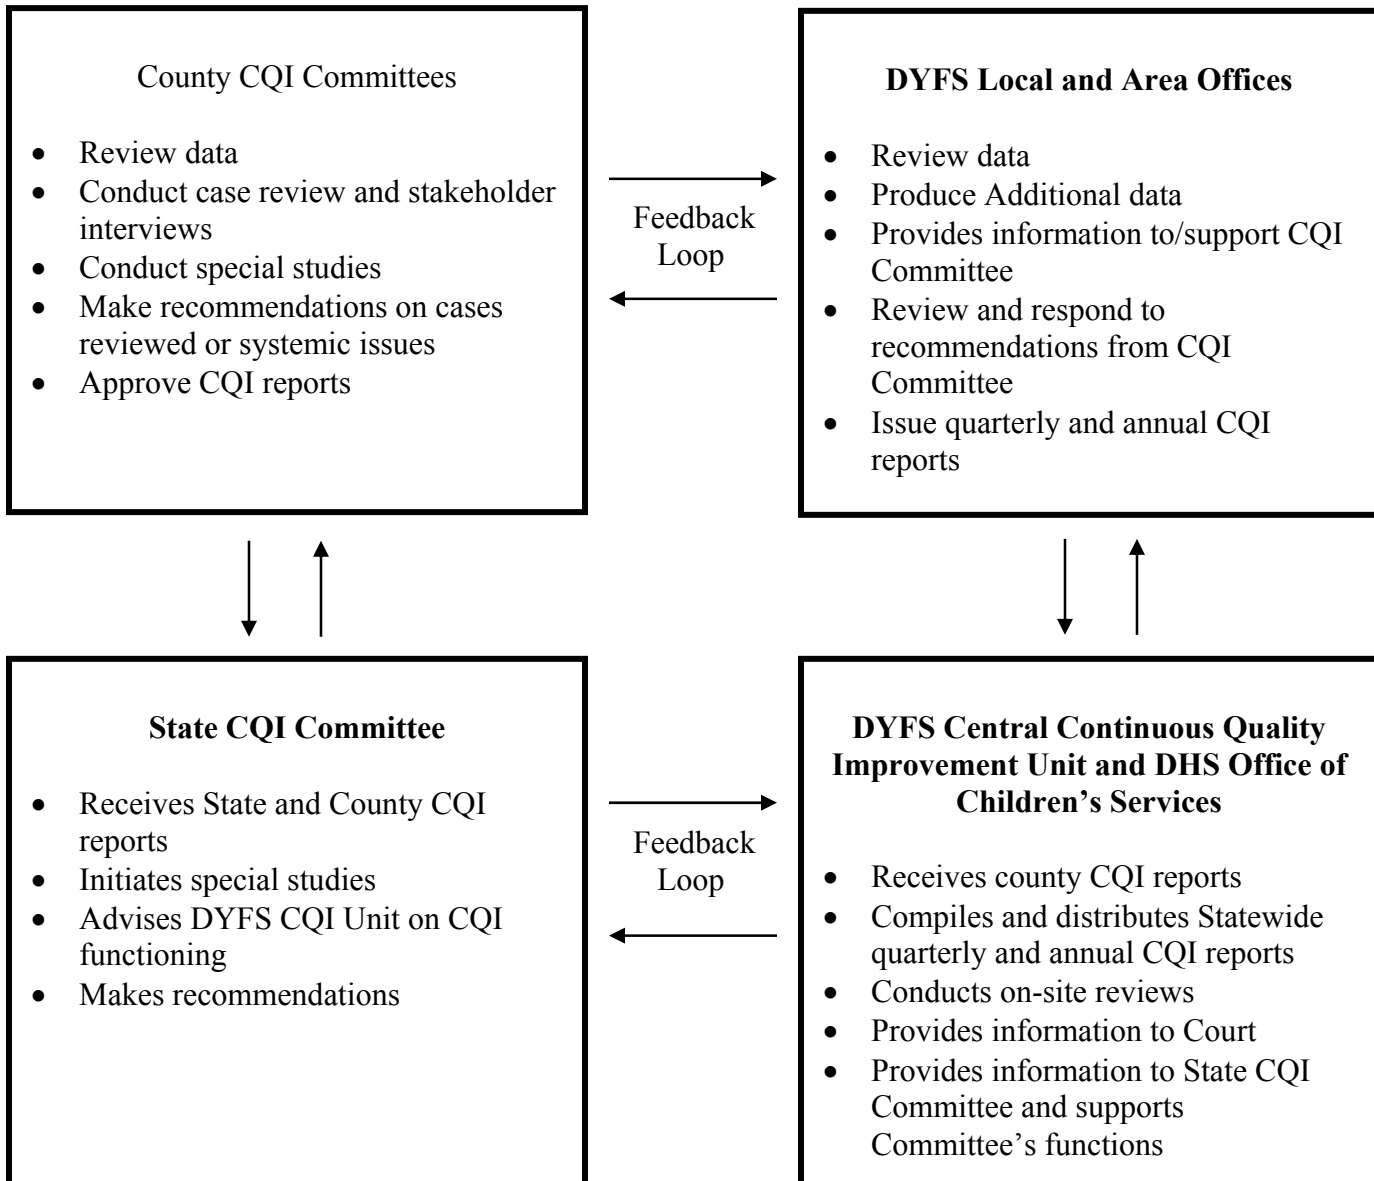 County CQI Committees
• Review data
• Conduct case review and stakeholder
interviews
• Conduct special studies
• Make recommendations on cases
reviewed or systemic issues
• Approve CQI reports
Feedback
Loop
DYFS Local and Area Offices
• Review data
• Produce Additional data
• Provides information to/support CQI
Committee
• Review and respond to
recommendations from CQI
Committee
• Issue quarterly and annual CQI
reports
State CQI Committee
• Receives State and County CQI
reports
• Initiates special studies
• Advises DYFS CQI Unit on CQI
functioning
• Makes recommendations
Feedback
Loop
DYFS Central Continuous Quality
Improvement Unit and DHS Office of
Children’s Services
• Receives county CQI reports
• Compiles and distributes Statewide
quarterly and annual CQI reports
• Conducts on-site reviews
• Provides information to Court
• Provides information to State CQI
Committee and supports
Committee’s functions